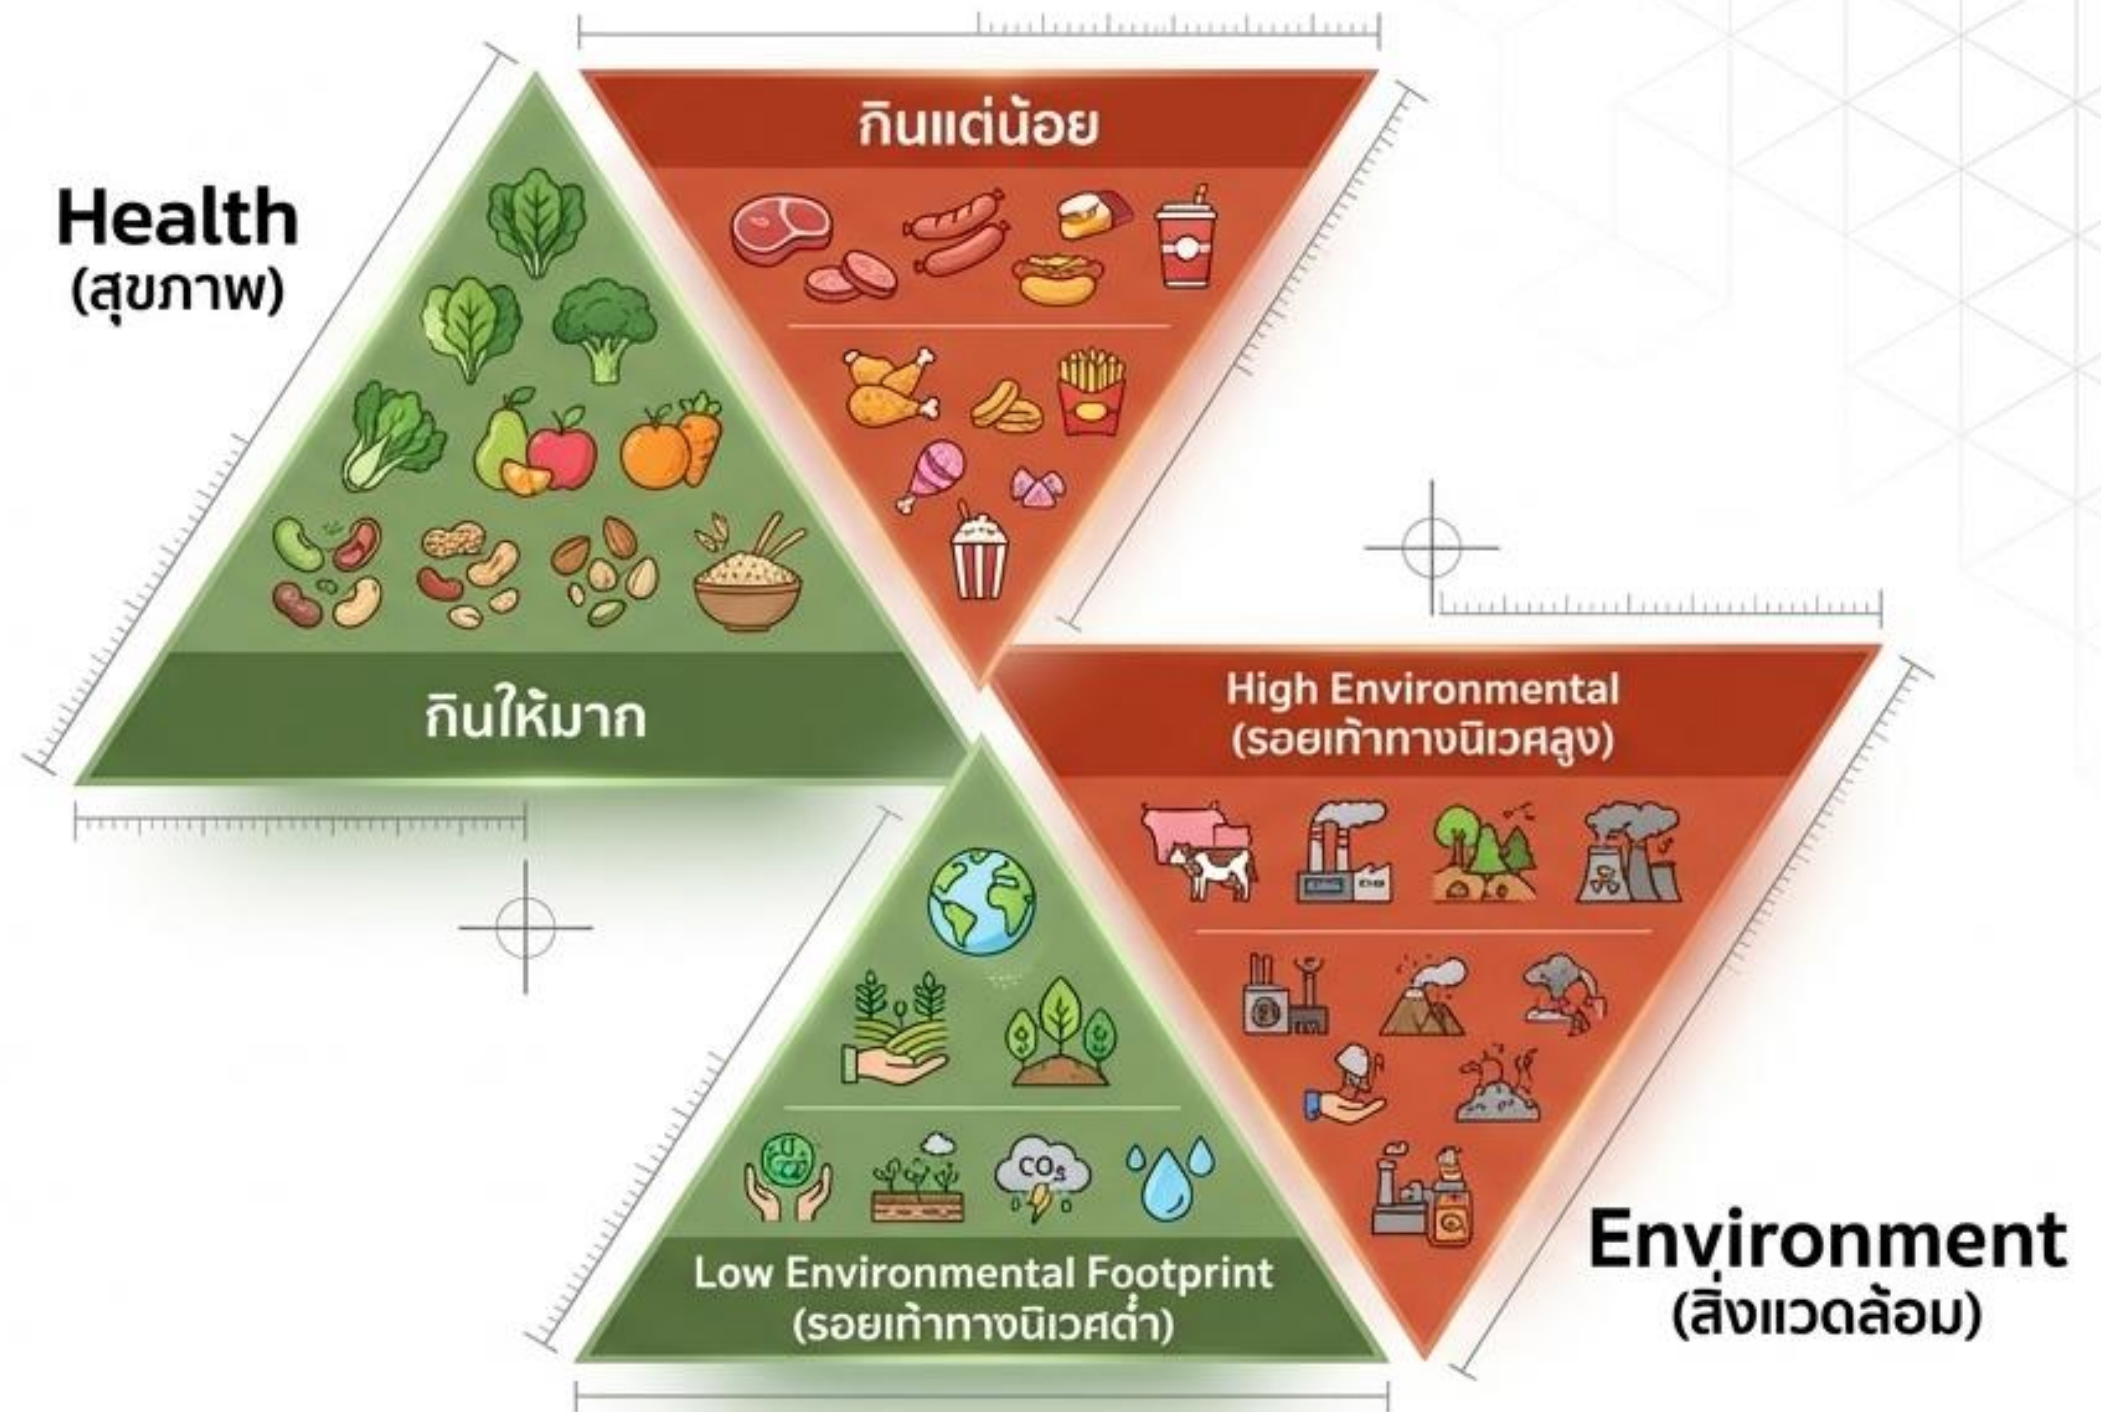 กินแต่น้อย
Health
(สุขภาพ)
กินให้มาก
High Environmental
(รอยเท้าทางนิเวศสูง)
CO₂
Low Environmental Footprint
(รอยเท้าทางนิเวศต่ำ)
Environment
(สิ่งแวดล้อม)